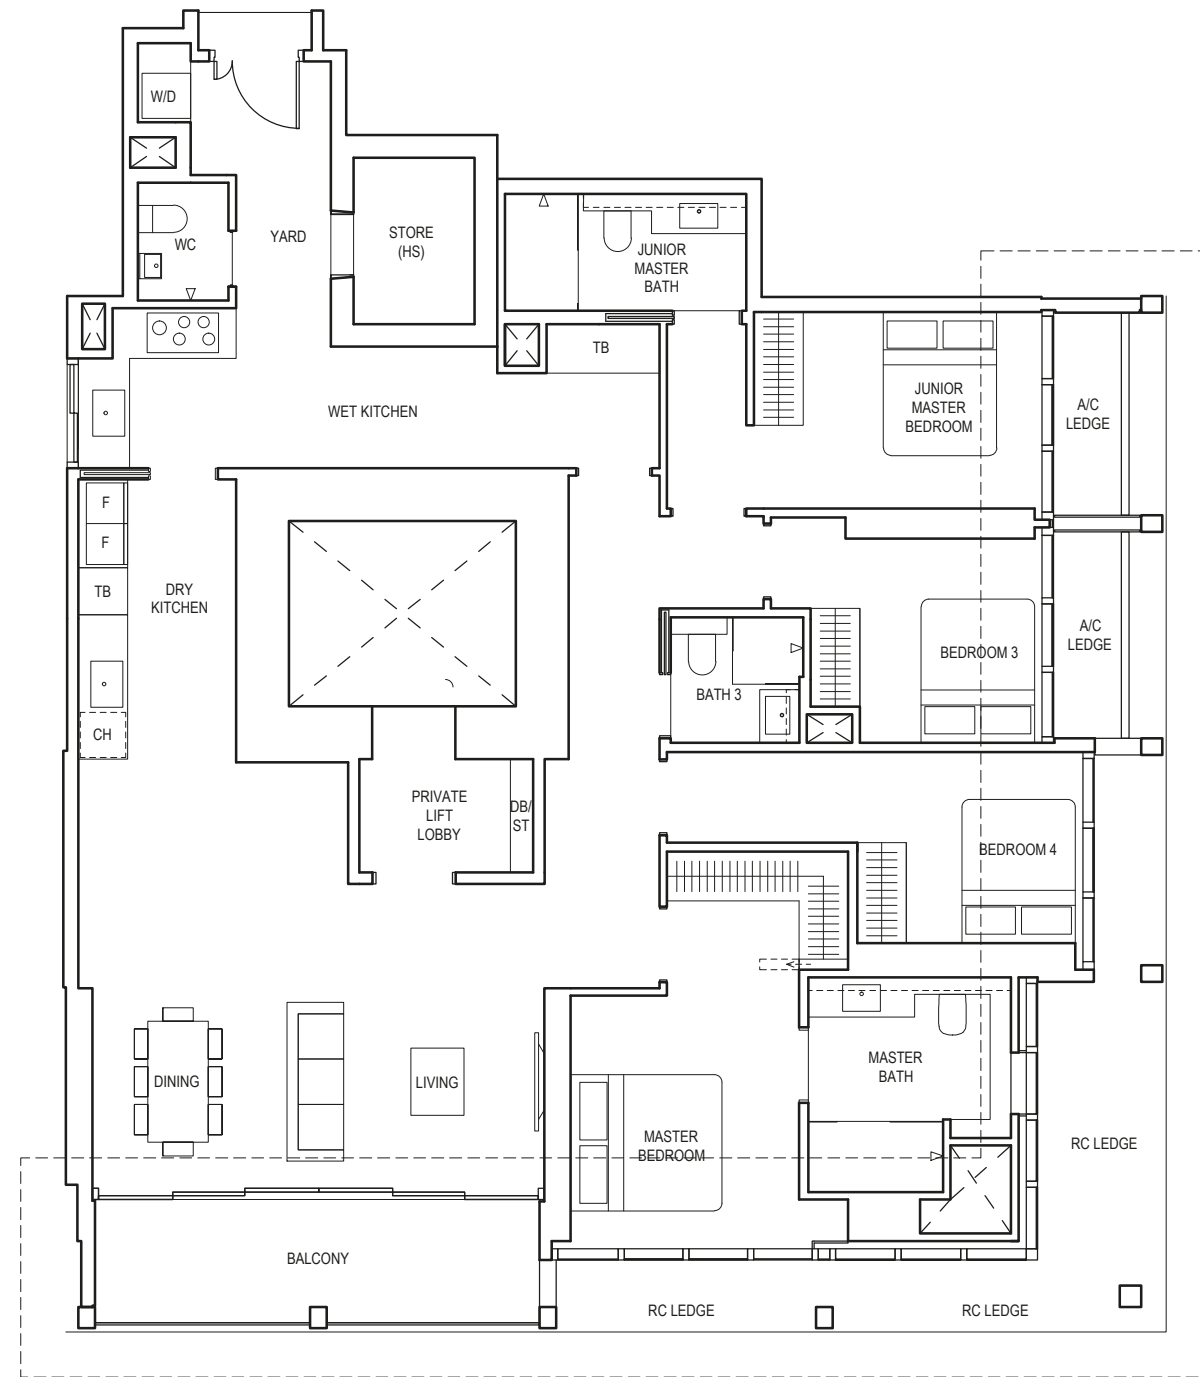 W/D
WC
YARD
STORE
(HS)
JUNIOR
MASTER
BATH
TB
WET KITCHEN
JUNIOR
MASTER
BEDROOM
A/C
LEDGE
F
F
TB
DRY
KITCHEN
CH
BATH 3
BEDROOM 3
A/C
LEDGE
PRIVATE
LIFT
LOBBY
DB/
ST
BEDROOM 4
DINING
LIVING
MASTER
BATH
MASTER
BEDROOM
RC LEDGE
BALCONY
RC LEDGE
RC LEDGE